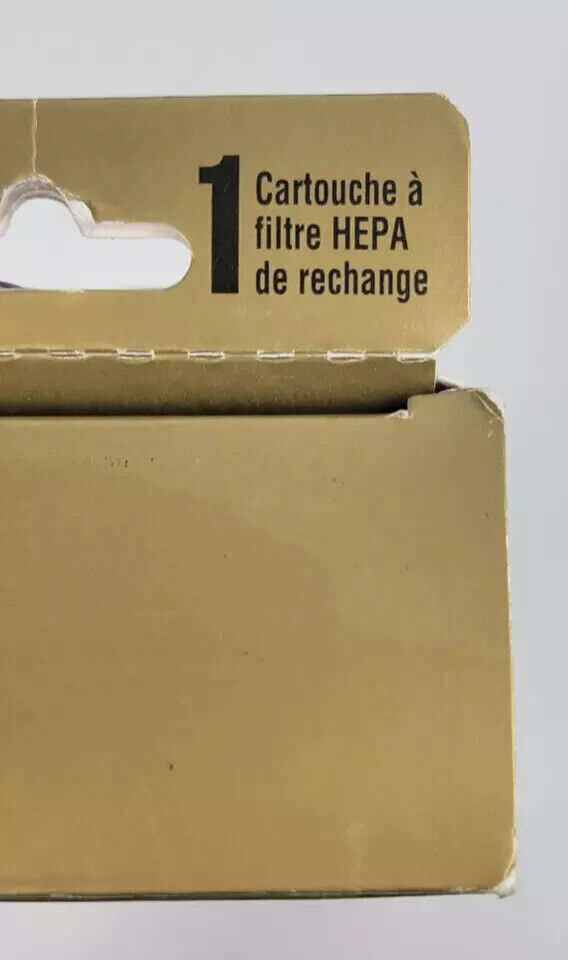 1 Cartouche à
filtre HEPA
de rechange